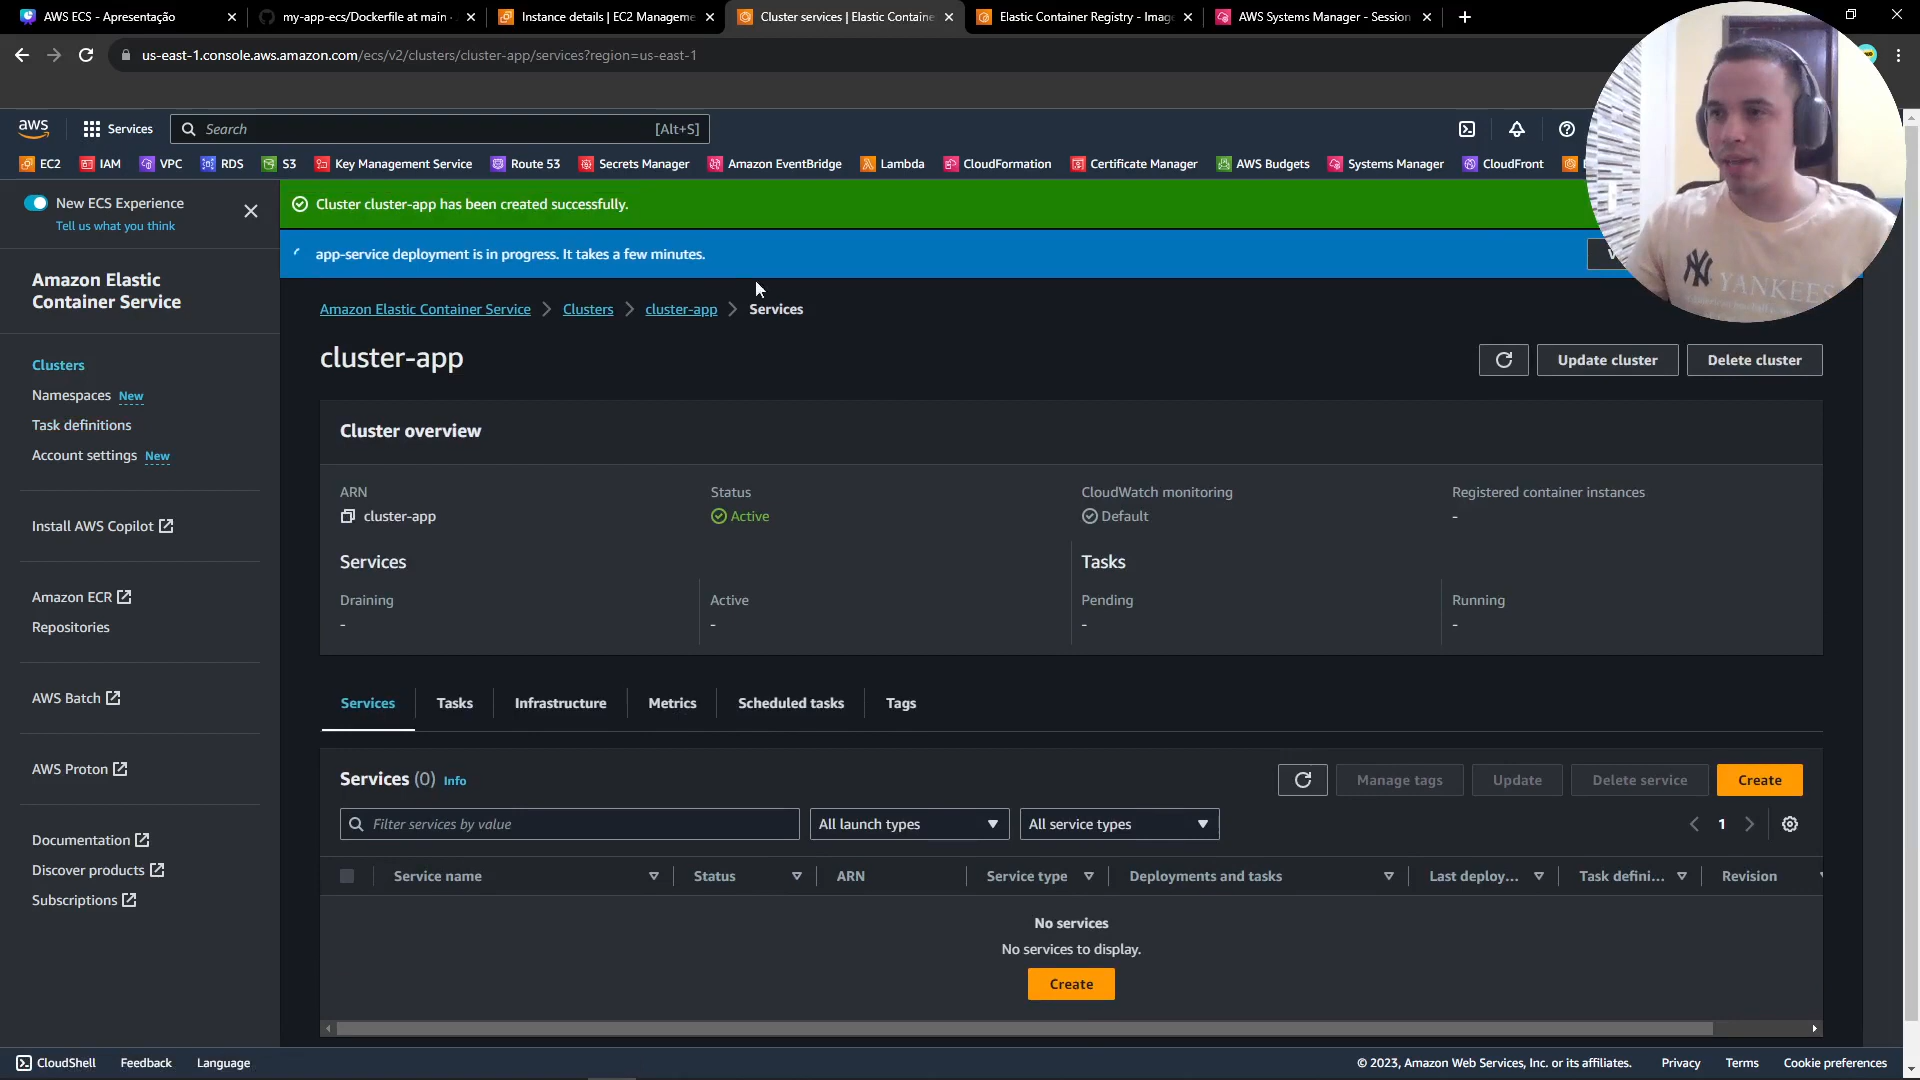 AWS ECS - Apresentação
my-app-ecs/Dockerfile at main ·
Instance details | EC2 Manageme
Cluster services | Elastic Containe
Elastic Container Registry - Imag
AWS Systems Manager - Session
us-east-1.console.aws.amazon.com/ecs/v2/clusters/cluster-app/services?region=us-east-1
aws
Services
Search
[Alt+S]
EC2
IAM
VPC
RDS
S3
Key Management Service
Route 53
Secrets Manager
Amazon EventBridge
Lambda
CloudFormation
Certificate Manager
AWS Budgets
Systems Manager
CloudFront
New ECS Experience
Tell us what you think
Cluster cluster-app has been created successfully.
app-service deployment is in progress. It takes a few minutes.
NY YANKEES
Amazon Elastic
Container Service
Clusters
Namespaces New
Task definitions
Account settings New
Install AWS Copilot
Amazon ECR
Repositories
AWS Batch
AWS Proton
Documentation
Discover products
Subscriptions
Amazon Elastic Container Service > Clusters > cluster-app > Services
cluster-app
Update cluster
Delete cluster
Cluster overview
ARN
cluster-app
Status
Active
CloudWatch monitoring
Default
Registered container instances
-
Services
Draining
-
Active
-
Tasks
Pending
-
Running
-
Services
Tasks
Infrastructure
Metrics
Scheduled tasks
Tags
Services (0) Info
Manage tags
Update
Delete service
Create
Filter services by value
All launch types
All service types
1
Service name
Status
ARN
Service type
Deployments and tasks
Last deploy...
Task defini...
Revision
No services
No services to display.
Create
CloudShell
Feedback
Language
© 2023, Amazon Web Services, Inc. or its affiliates.
Privacy
Terms
Cookie preferences